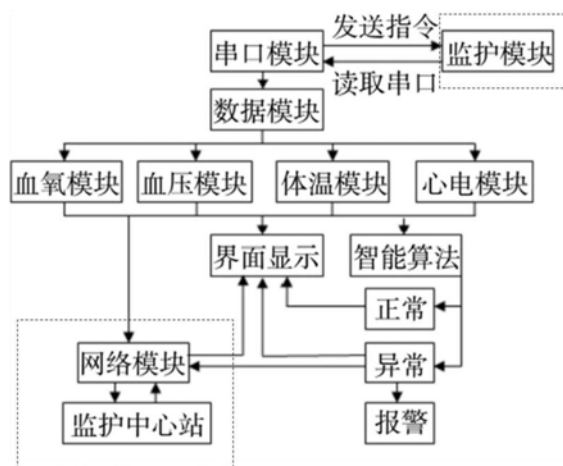 发送指令
串口模块
监护模块
读取串口
数据模块
血氧模块
血压模块
体温模块
心电模块
界面显示
智能算法
正常
网络模块
异常
监护中心站
报警